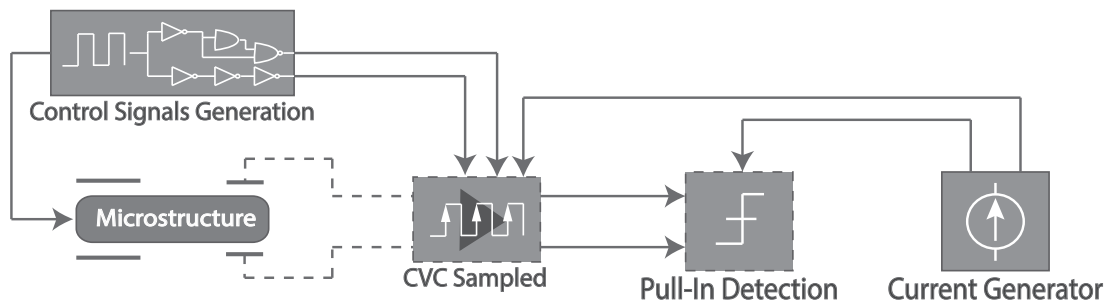 Control Signals Generation
Microstructure
CVC Sampled
Pull-In Detection
Current Generator